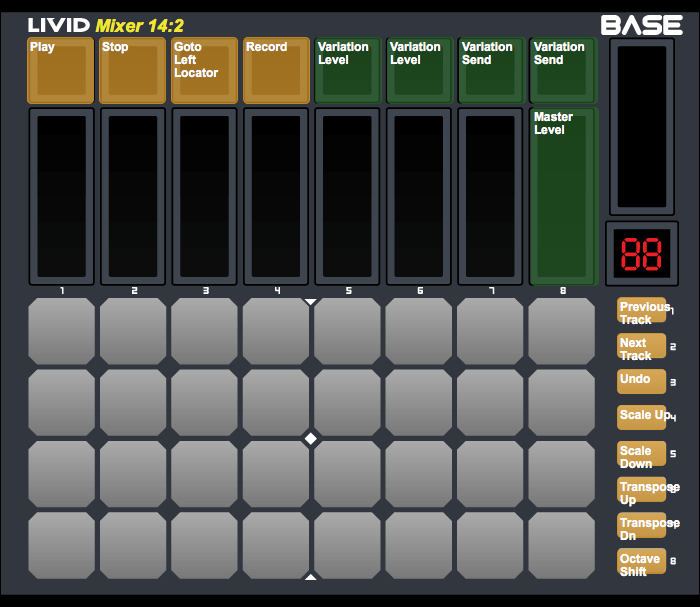 LIVID Mixer 14:2
BASE
Play
Stop
Goto
Left
Locator
Record
Variation
Level
Variation
Level
Variation
Send
Variation
Send
Master
Level
88
1 2 3 4 5 6 7 8
Previous
Track
1
Next
Track
2
Undo
3
Scale Up
4
Scale
Down
5
Transpose
Up
6
Transpose
Dn
Octave
Shift
8